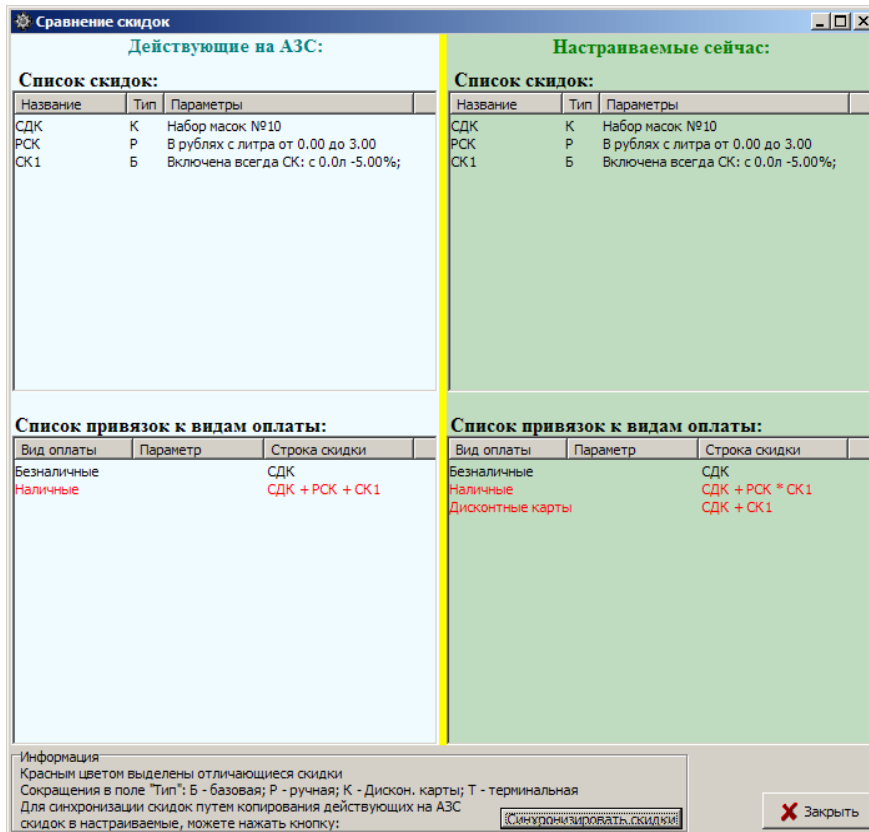 Сравнение скидок
Действующие на АЗС:
Список скидок:
Название Тип Параметры
СДК К Набор масок №10
РСК Р В рублях с литра от 0.00 до 3.00
СК1 Б Включена всегда СК: с 0.0л -5.00%;
Список привязок к видам оплаты:
Вид оплаты Параметр Строка скидки
Безналичные СДК
Наличные СДК + РСК + СК1
Настраиваемые сейчас:
Список скидок:
Название Тип Параметры
СДК К Набор масок №10
РСК Р В рублях с литра от 0.00 до 3.00
СК1 Б Включена всегда СК: с 0.0л -5.00%;
Список привязок к видам оплаты:
Вид оплаты Параметр Строка скидки
Безналичные СДК
Наличные СДК + РСК * СК1
Дисконтные карты СДК + СК1
Информация
Красным цветом выделены отличающиеся скидки
Сокращения в поле "Тип": Б - базовая; Р - ручная; К - Дискон. карты; Т - терминальная
Для синхронизации скидок путем копирования действующих на АЗС
скидок в настраиваемые, можете нажать кнопку:
Синхронизировать скидки
Закрыть